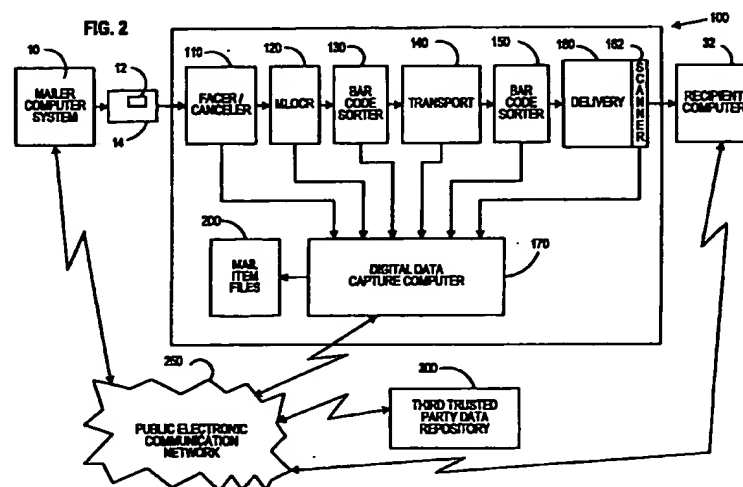 FIG. 2
100
10
MAILER
COMPUTER
SYSTEM
12
14
110
FACER /
CANCELER
120
MLOCR
130
BAR
CODE
SORTER
140
TRANSPORT
150
BAR
CODE
SORTER
160
DELIVERY
162
SCANNER
32
RECIPIENT
COMPUTER
200
MAIL
ITEM
FILES
DIGITAL DATA
CAPTURE COMPUTER
170
250
PUBLIC ELECTRONIC
COMMUNICATION
NETWORK
300
THIRD TRUSTED
PARTY DATA
REPOSITORY